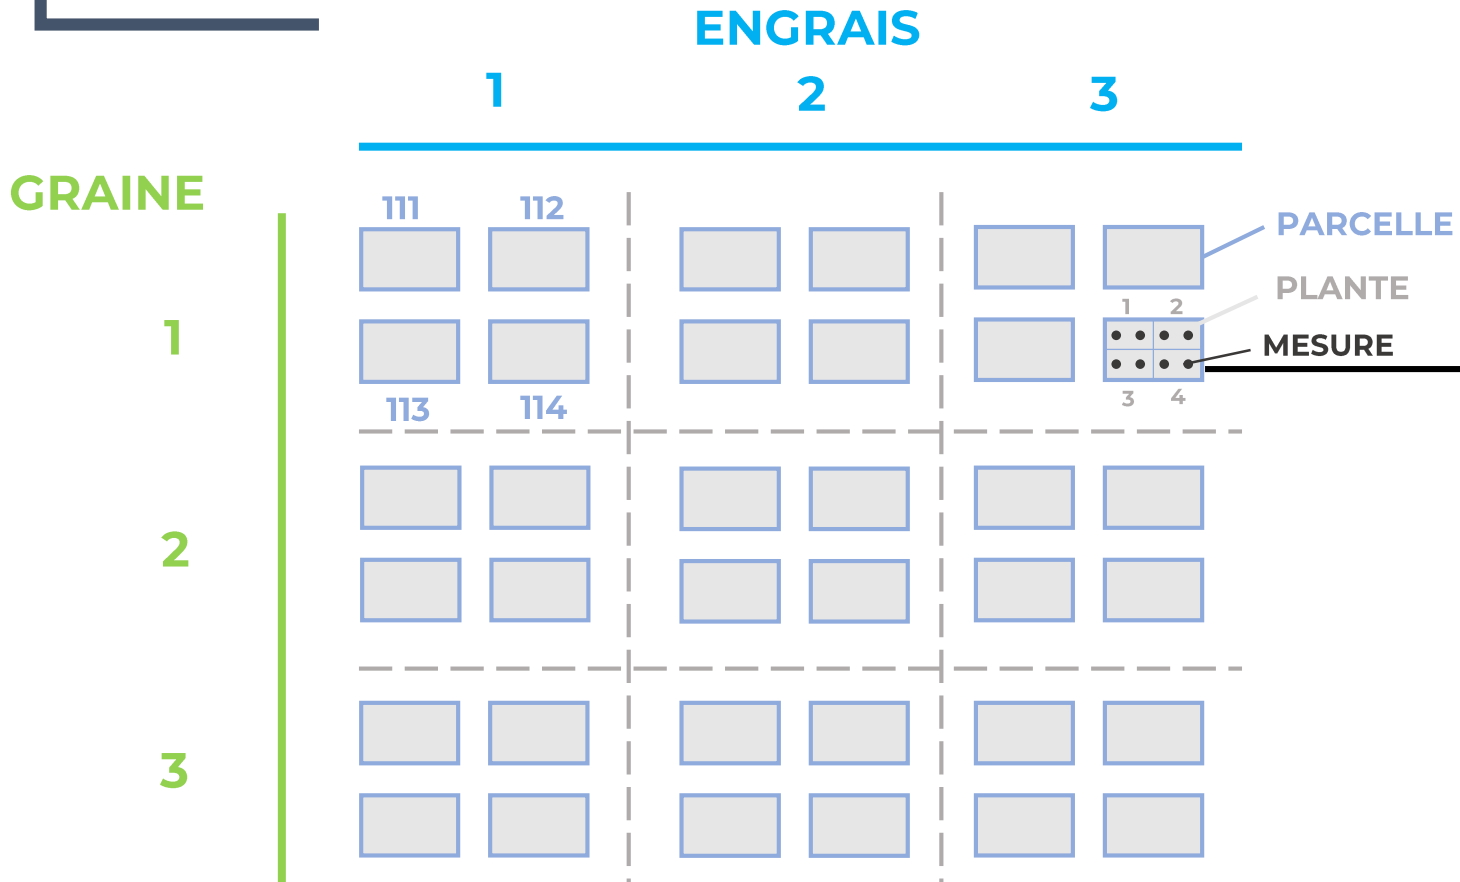 ENGRAIS
1 2 3
GRAINE
111 112
PARCELLE
PLANTE
1 2
1
MESURE
3 4
113 114
2
3